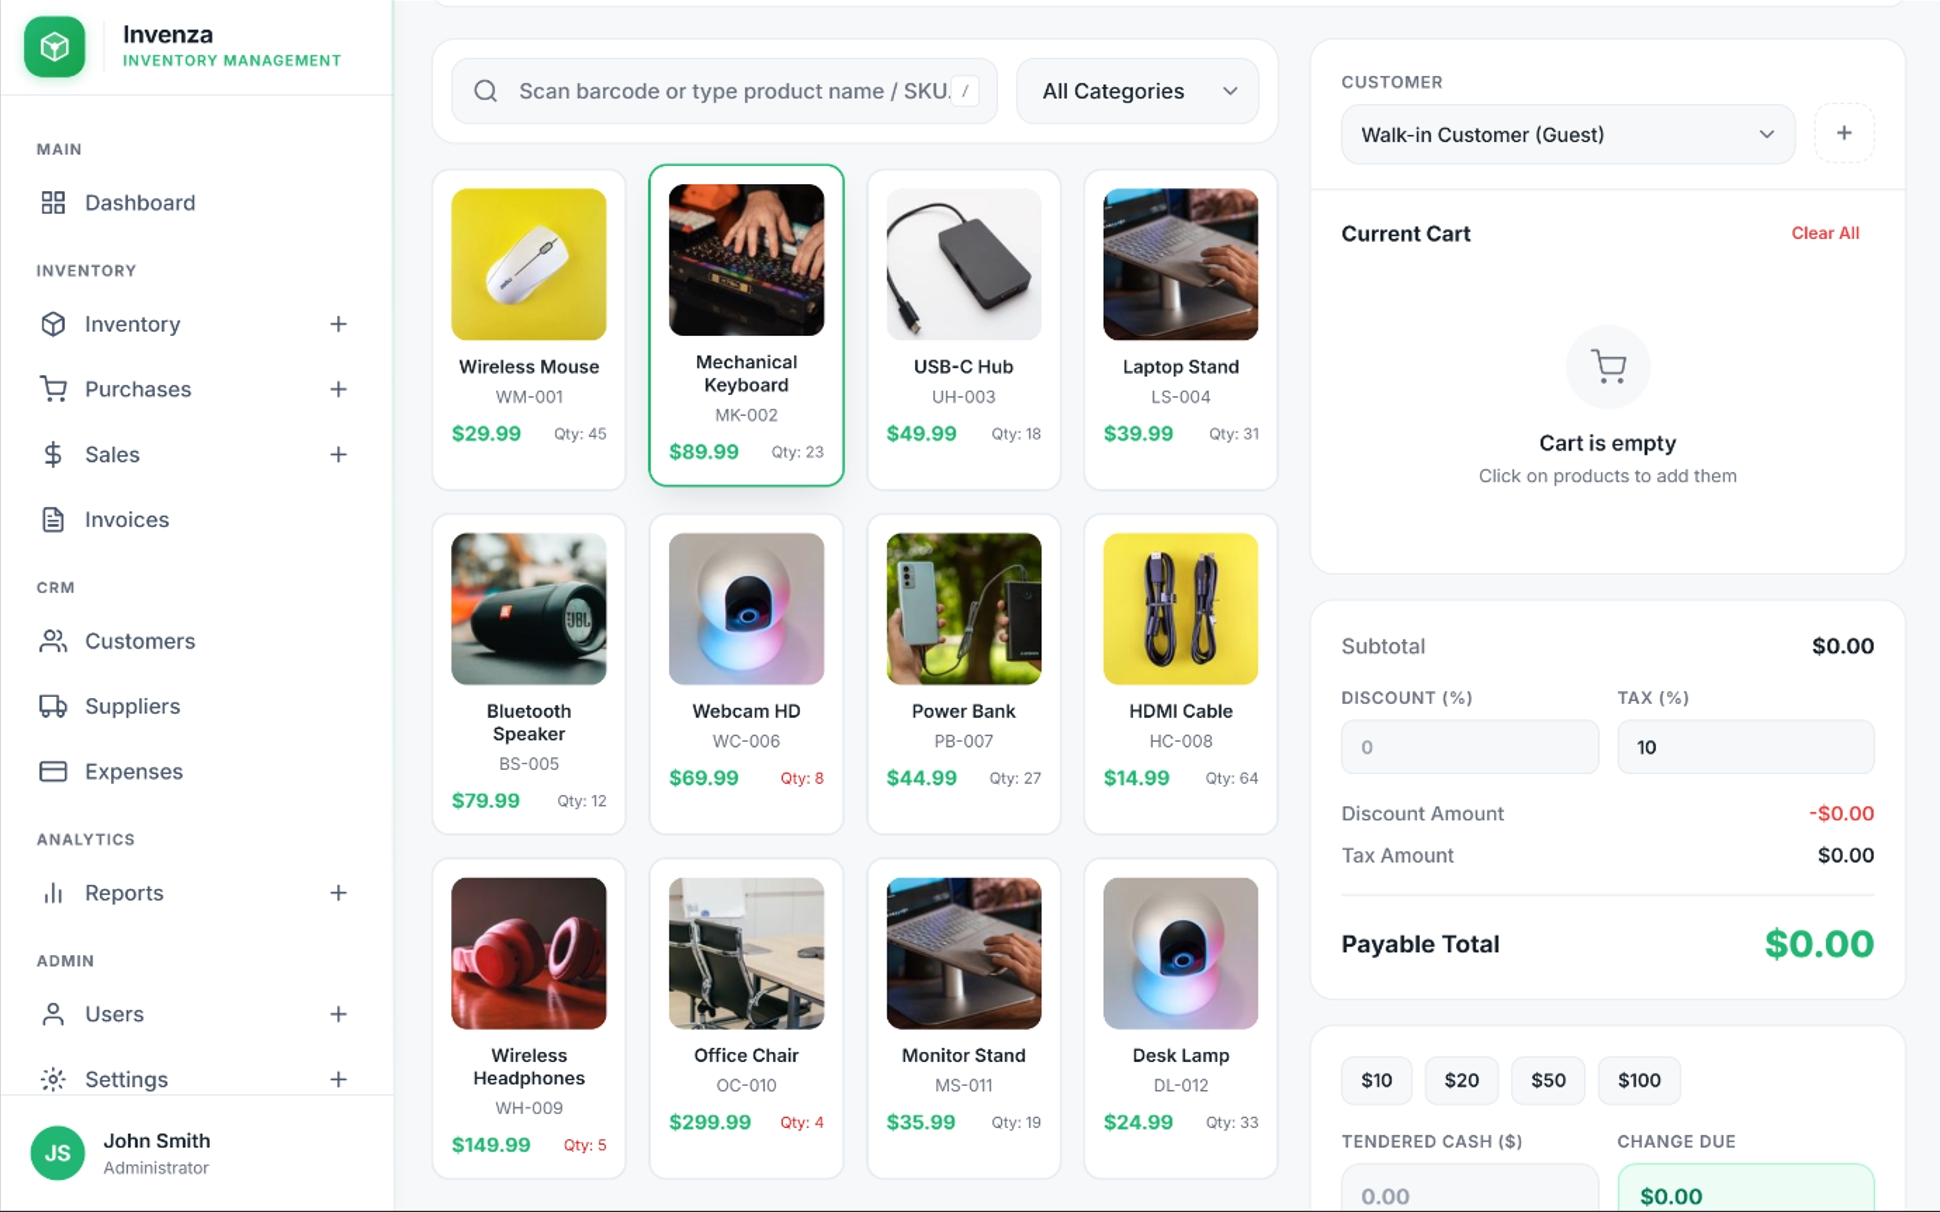 Invenza
INVENTORY MANAGEMENT
MAIN
Dashboard
INVENTORY
Inventory
Purchases
Sales
Invoices
CRM
Customers
Suppliers
Expenses
ANALYTICS
Reports
ADMIN
Users
Settings
JS
John Smith
Administrator
Scan barcode or type product name / SKU.
/
All Categories
Wireless Mouse
WM-001
$29.99 Qty: 45
Mechanical
Keyboard
MK-002
$89.99 Qty: 23
USB-C Hub
UH-003
$49.99 Qty: 18
Laptop Stand
LS-004
$39.99 Qty: 31
JBL
Bluetooth
Speaker
BS-005
$79.99 Qty: 12
Webcam HD
WC-006
$69.99 Qty: 8
Power Bank
PB-007
$44.99 Qty: 27
HDMI Cable
HC-008
$14.99 Qty: 64
Wireless
Headphones
WH-009
$149.99 Qty: 5
Office Chair
OC-010
$299.99 Qty: 4
Monitor Stand
MS-011
$35.99 Qty: 19
Desk Lamp
DL-012
$24.99 Qty: 33
CUSTOMER
Walk-in Customer (Guest)
Current Cart Clear All
Cart is empty
Click on products to add them
Subtotal $0.00
DISCOUNT (%) TAX (%)
0 10
Discount Amount -$0.00
Tax Amount $0.00
Payable Total $0.00
$10 $20 $50 $100
TENDERED CASH ($) CHANGE DUE
0.00 $0.00